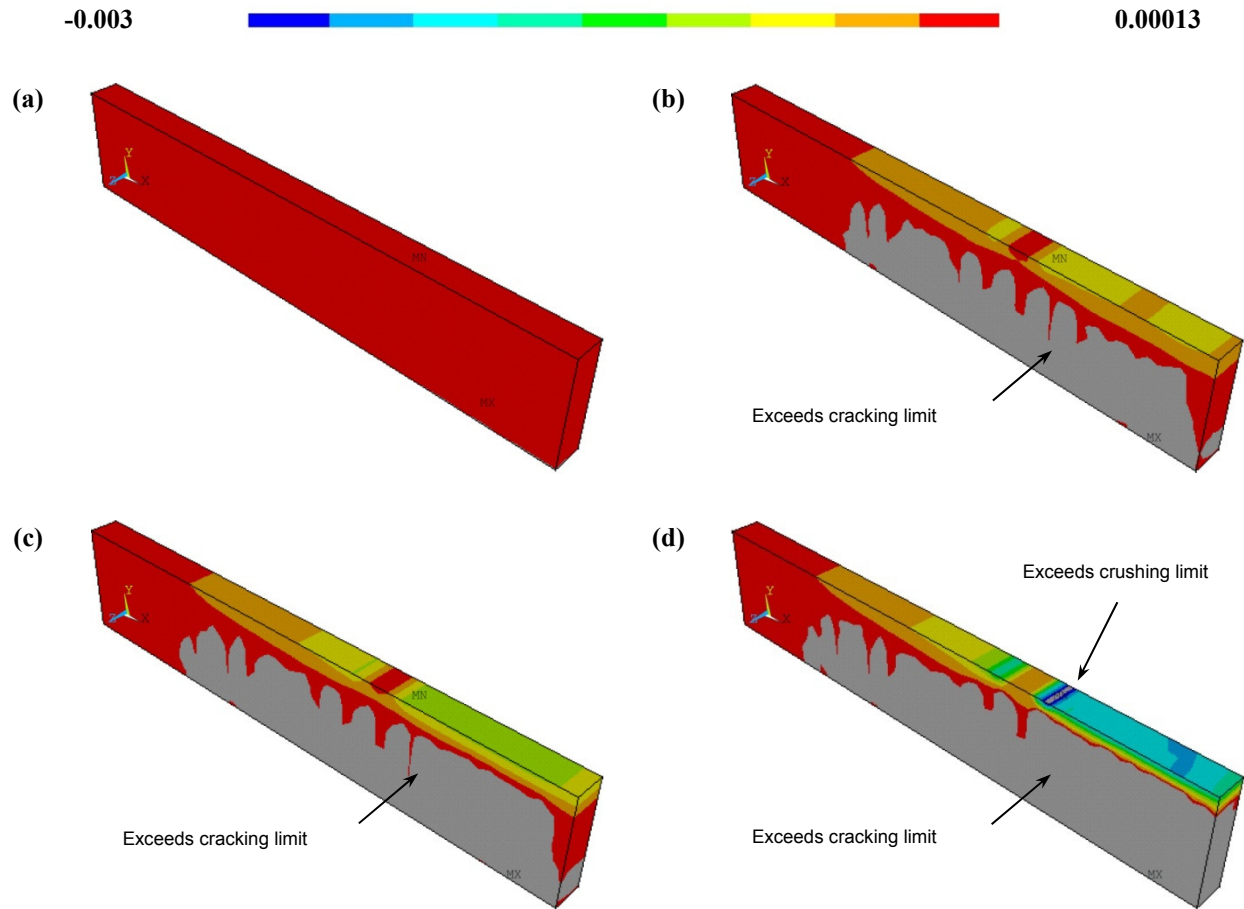 -0.003 0.00013
(a)
Y
Z X
MN
MX
(b)
Y
Z X
MN
MX
Exceeds cracking limit
(c)
Y
Z X
MN
MX
Exceeds cracking limit
(d)
Y
Z X
MX
Exceeds crushing limit
Exceeds cracking limit